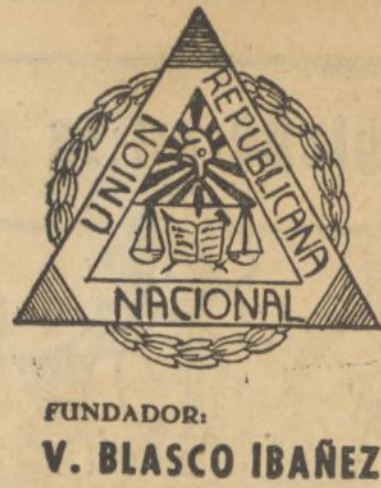 UNION
REPUBLICANA
NACIONAL
FUNDADOR:
V. BLASCO IBAÑEZ